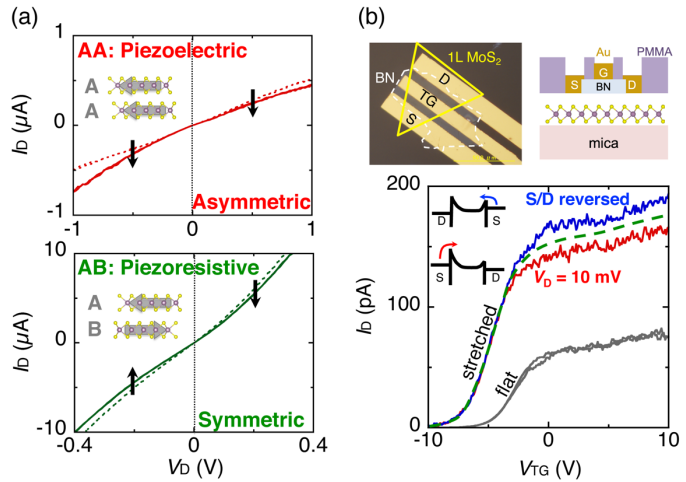 (a)
AA: Piezoelectric
A
A
Asymmetric
1
0
-1
I_D (μA)
-1
0
1
AB: Piezoresistive
A
B
Symmetric
10
0
-10
I_D (μA)
-0.4
0
0.4
V_D (V)
(b)
1L MoS₂
BN
D
TG
S
Au
PMMA
G
S
BN
D
mica
S/D reversed
D
S
S
D
V_D = 10 mV
stretched
flat
200
150
100
50
0
I_D (pA)
-10
-5
0
5
10
V_TG (V)